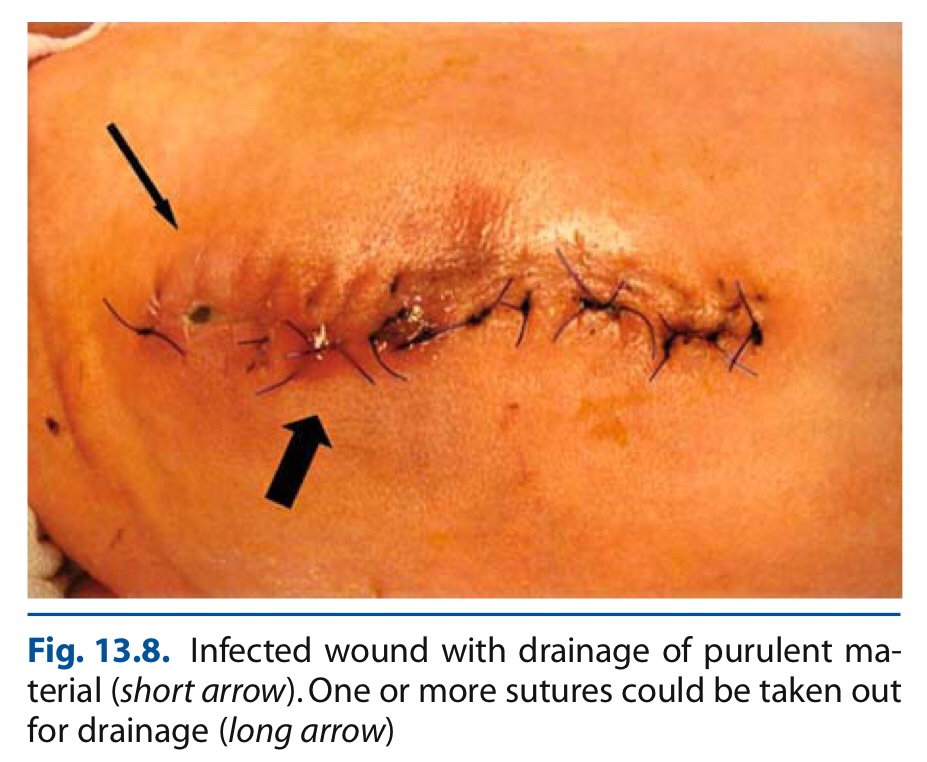 Fig. 13.8. Infected wound with drainage of purulent ma-
terial (short arrow). One or more sutures could be taken out
for drainage (long arrow)